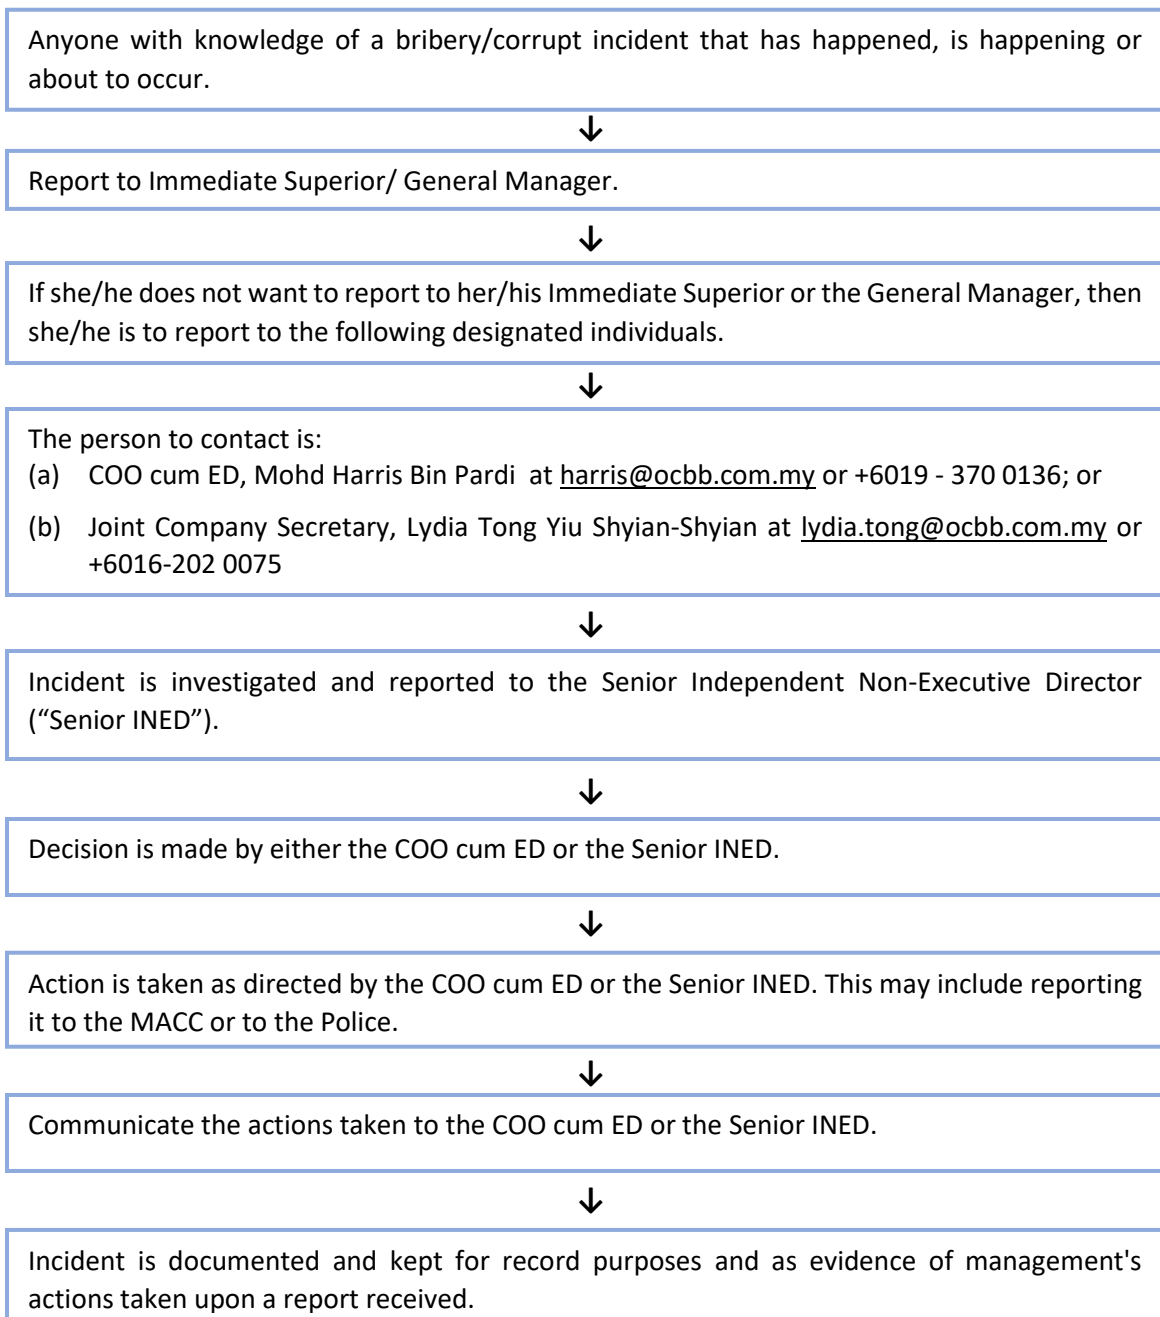 Anyone with knowledge of a bribery/corrupt incident that has happened, is happening or
about to occur.
↓
Report to Immediate Superior/ General Manager.
↓
If she/he does not want to report to her/his Immediate Superior or the General Manager, then
she/he is to report to the following designated individuals.
↓
The person to contact is:
(a) COO cum ED, Mohd Harris Bin Pardi at harris@ocbb.com.my or +6019 - 370 0136; or
(b) Joint Company Secretary, Lydia Tong Yiu Shyian-Shyian at lydia.tong@ocbb.com.my or
+6016-202 0075
↓
Incident is investigated and reported to the Senior Independent Non-Executive Director
(“Senior INED”).
↓
Decision is made by either the COO cum ED or the Senior INED.
↓
Action is taken as directed by the COO cum ED or the Senior INED. This may include reporting
it to the MACC or to the Police.
↓
Communicate the actions taken to the COO cum ED or the Senior INED.
↓
Incident is documented and kept for record purposes and as evidence of management's
actions taken upon a report received.